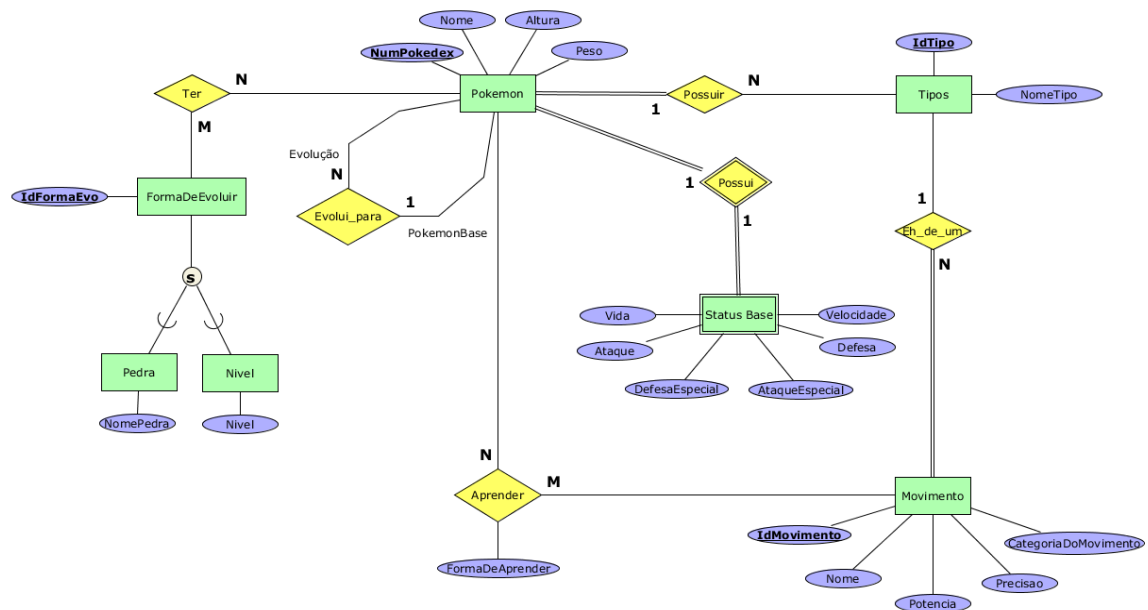 Nome
Altura
NumPokedex
Peso
IdTipo
Ter
N
Pokemon
1
Possuir
N
Tipos
NomeTipo
M
Evolução
IdFormaEvo
FormaDeEvoluir
N
Evolui_para
1
PokemonBase
1
Possui
1
1
Eh_de_um
N
s
Vida
Status Base
Velocidade
Ataque
Defesa
DefesaEspecial
AtaqueEspecial
Pedra
Nivel
NomePedra
Nivel
N
Aprender
M
Movimento
IdMovimento
CategoriaDoMovimento
FormaDeAprender
Nome
Precisao
Potencia